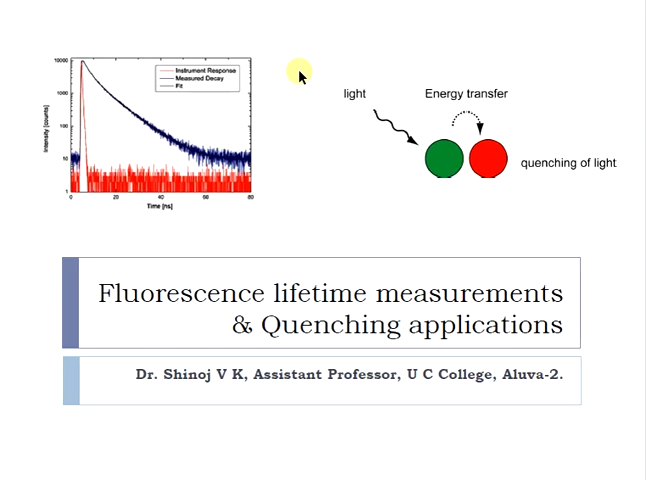 Intensity [counts]
10000
1000
100
10
1
Instrument Response
Measured Decay
Fit
0
20
40
60
80
Time [ns]
light
Energy transfer
quenching of light
Fluorescence lifetime measurements
& Quenching applications
Dr. Shinoj V K, Assistant Professor, U C College, Aluva-2.